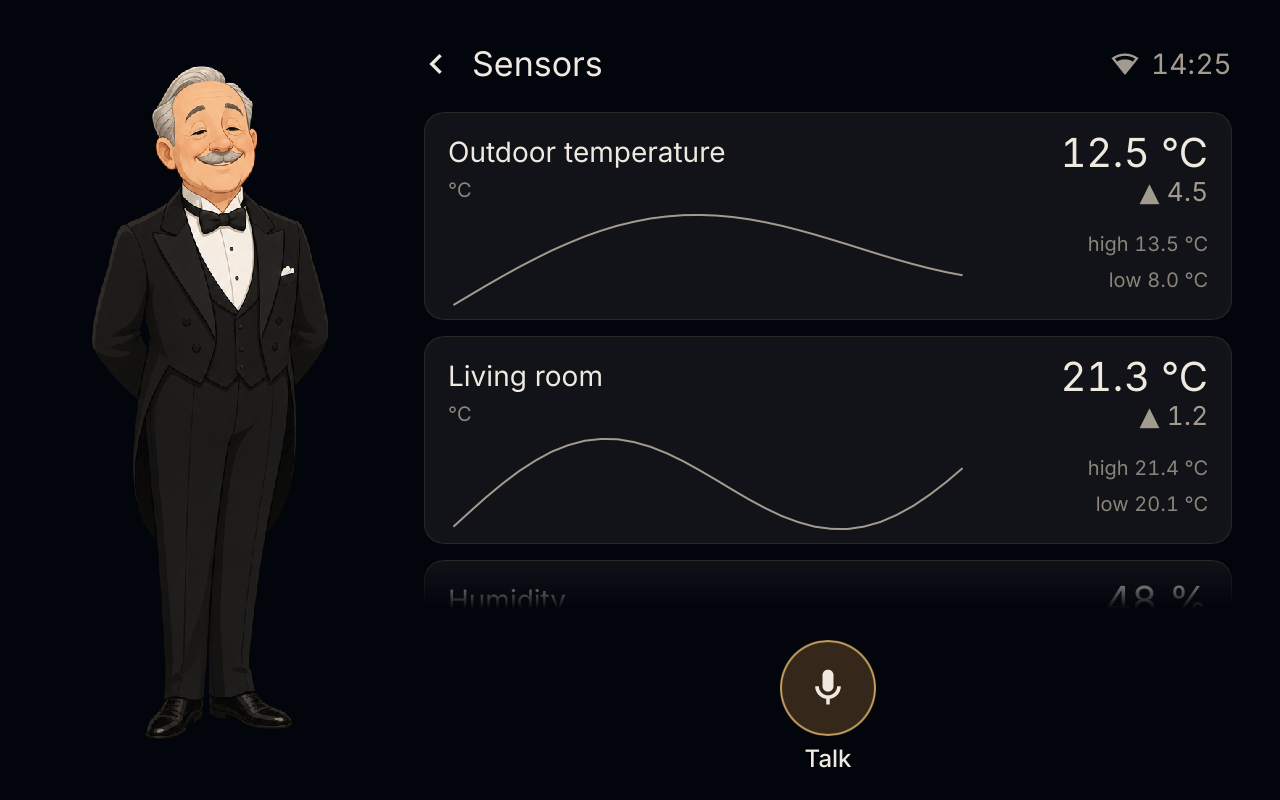 Sensors
14:25
Outdoor temperature
12.5 °C
°C
▲ 4.5
high 13.5 °C
low 8.0 °C
Living room
21.3 °C
°C
▲ 1.2
high 21.4 °C
low 20.1 °C
Humidity
48 %
Talk